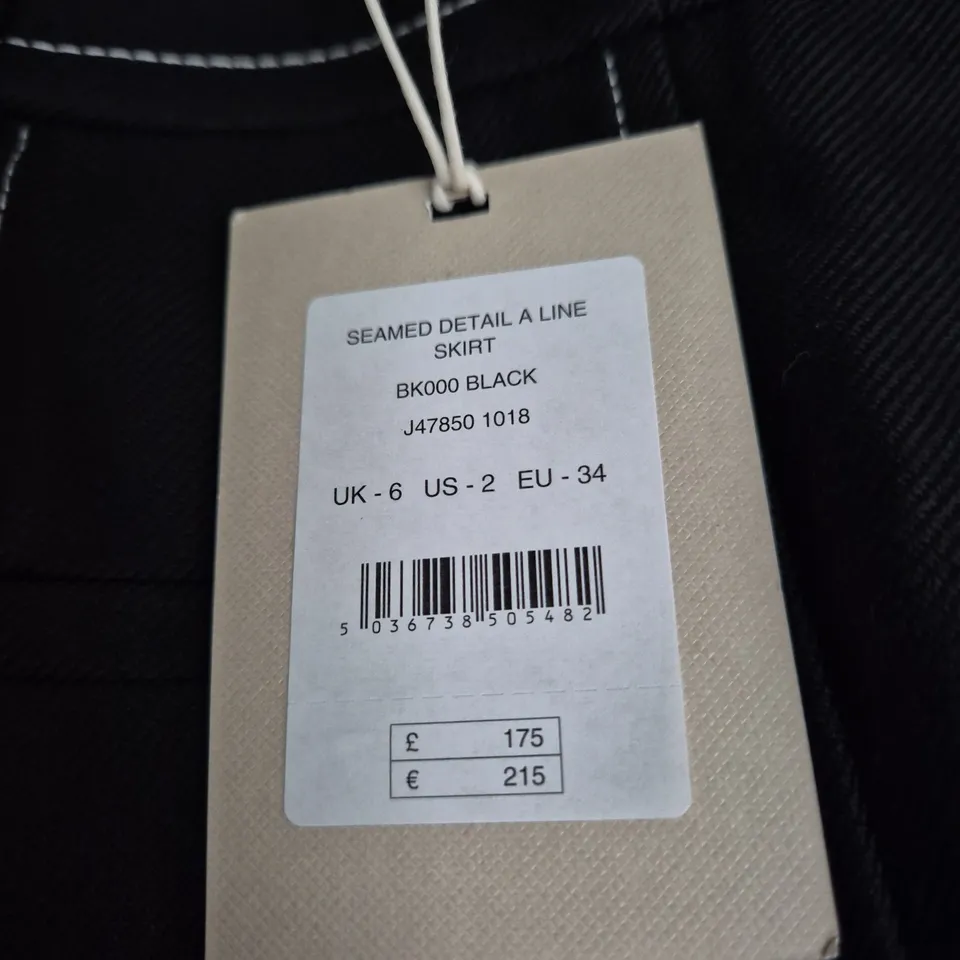 SEAMED DETAIL A LINE
SKIRT
BK000 BLACK
J47850 1018
UK - 6 US - 2 EU - 34
5 036738 505482
£ 175
€ 215